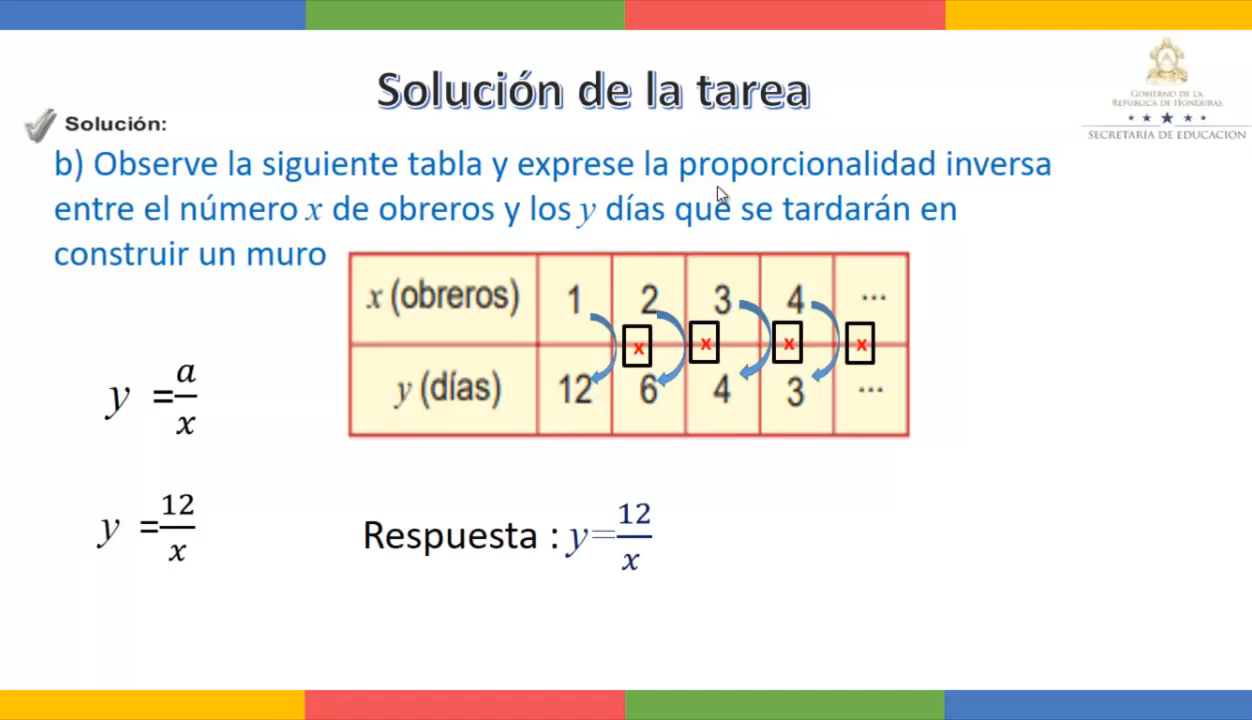 Solución de la tarea
GOBIERNO DE LA
REPÚBLICA DE HONDURAS
SECRETARÍA DE EDUCACIÓN
Solución:
b) Observe la siguiente tabla y exprese la proporcionalidad inversa
entre el número x de obreros y los y días que se tardarán en
construir un muro
x (obreros) 1 2 3 4 ...
x x x x
y (días) 12 6 4 3 ...
y = a/x
y = 12/x
Respuesta : y = 12/x